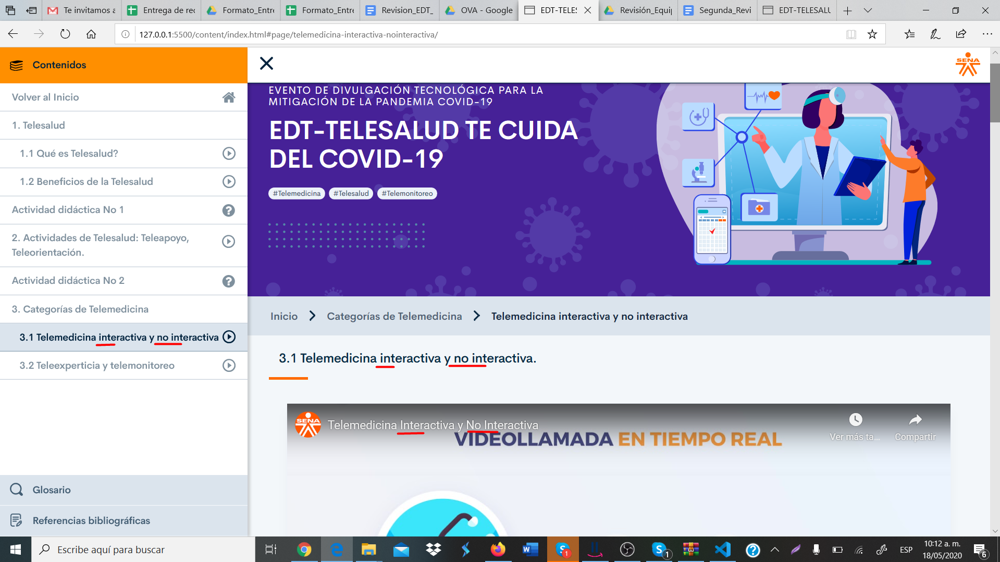 Te invitamos a
Entrega de rec
Formato_Entre
Formato_Entre
Revision_EDT_
OVA - Google
EDT-TELES
Revisión_Equip
Segunda_Revi
EDT-TELESALU
127.0.0.1:5500/content/index.html#page/telemedicina-interactiva-nointeractiva/
Contenidos
Volver al Inicio
1. Telesalud
1.1 Qué es Telesalud?
1.2 Beneficios de la Telesalud
Actividad didáctica No 1
2. Actividades de Telesalud: Teleapoyo,
Teleorientación.
Actividad didáctica No 2
3. Categorías de Telemedicina
3.1 Telemedicina interactiva y no interactiva
3.2 Teleexperticia y telemonitoreo
Glosario
Referencias bibliográficas
SENA
EVENTO DE DIVULGACIÓN TECNOLÓGICA PARA LA
MITIGACIÓN DE LA PANDEMIA COVID-19
EDT-TELESALUD TE CUIDA
DEL COVID-19
#Telemedicina #Telesalud #Telemonitoreo
Inicio Categorías de Telemedicina Telemedicina interactiva y no interactiva
3.1 Telemedicina interactiva y no interactiva.
SENA
Telemedicina Interactiva y No Interactiva
Ver más ta... Compartir
VIDEOLLAMADA EN TIEMPO REAL
Escribe aquí para buscar
1
1
ESP
10:12 a. m.
18/05/2020
6